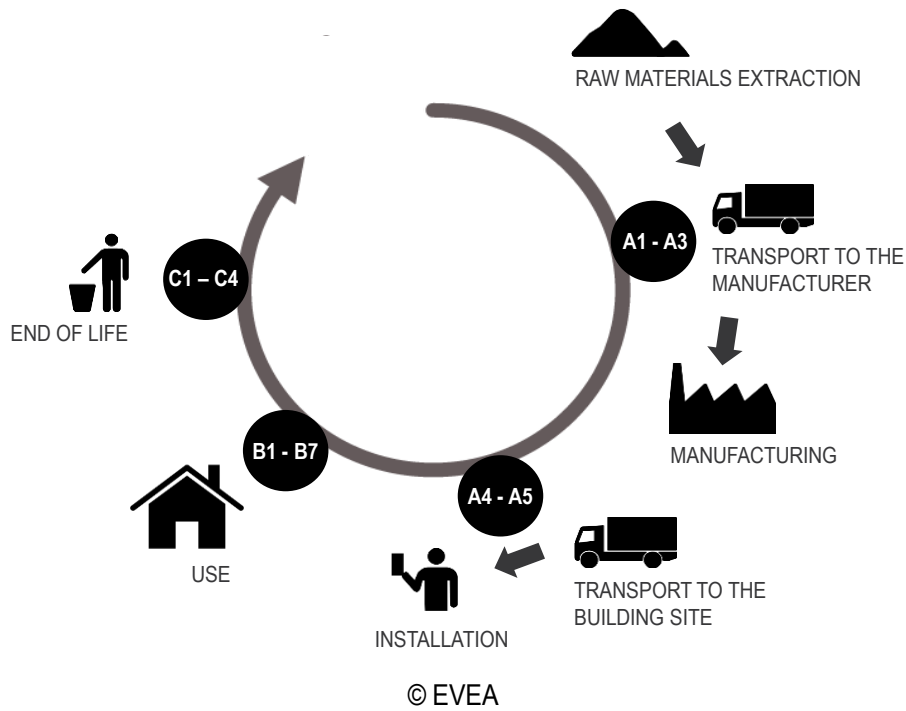 RAW MATERIALS EXTRACTION
A1 - A3
TRANSPORT TO THE
MANUFACTURER
MANUFACTURING
A4 - A5
TRANSPORT TO THE
BUILDING SITE
INSTALLATION
B1 - B7
USE
C1 – C4
END OF LIFE
© EVEA